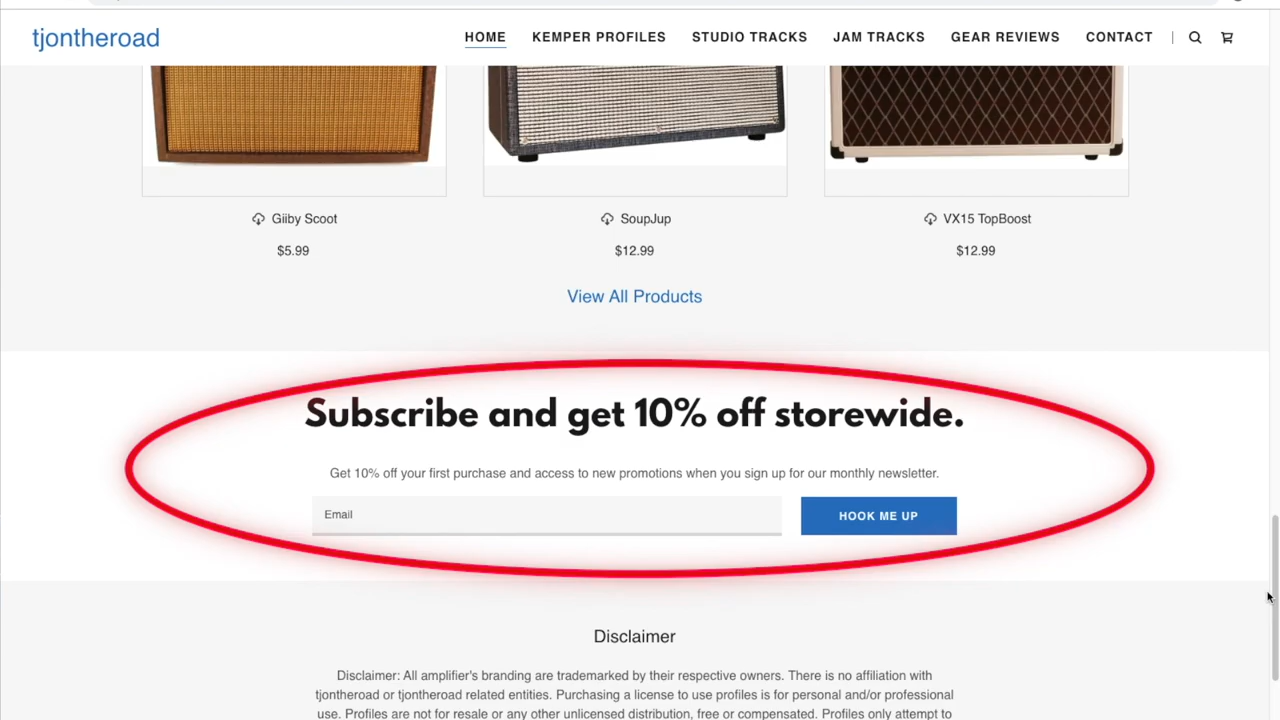 tjontheroad
HOME KEMPER PROFILES STUDIO TRACKS JAM TRACKS GEAR REVIEWS CONTACT
Giiby Scoot
$5.99
SoupJup
$12.99
VX15 TopBoost
$12.99
View All Products
Subscribe and get 10% off storewide.
Get 10% off your first purchase and access to new promotions when you sign up for our monthly newsletter.
Email
HOOK ME UP
Disclaimer
Disclaimer: All amplifier's branding are trademarked by their respective owners. There is no affiliation with
tjontheroad or tjontheroad related entities. Purchasing a license to use profiles is for personal and/or professional
use. Profiles are not for resale or any other unlicensed distribution, free or compensated. Profiles only attempt to